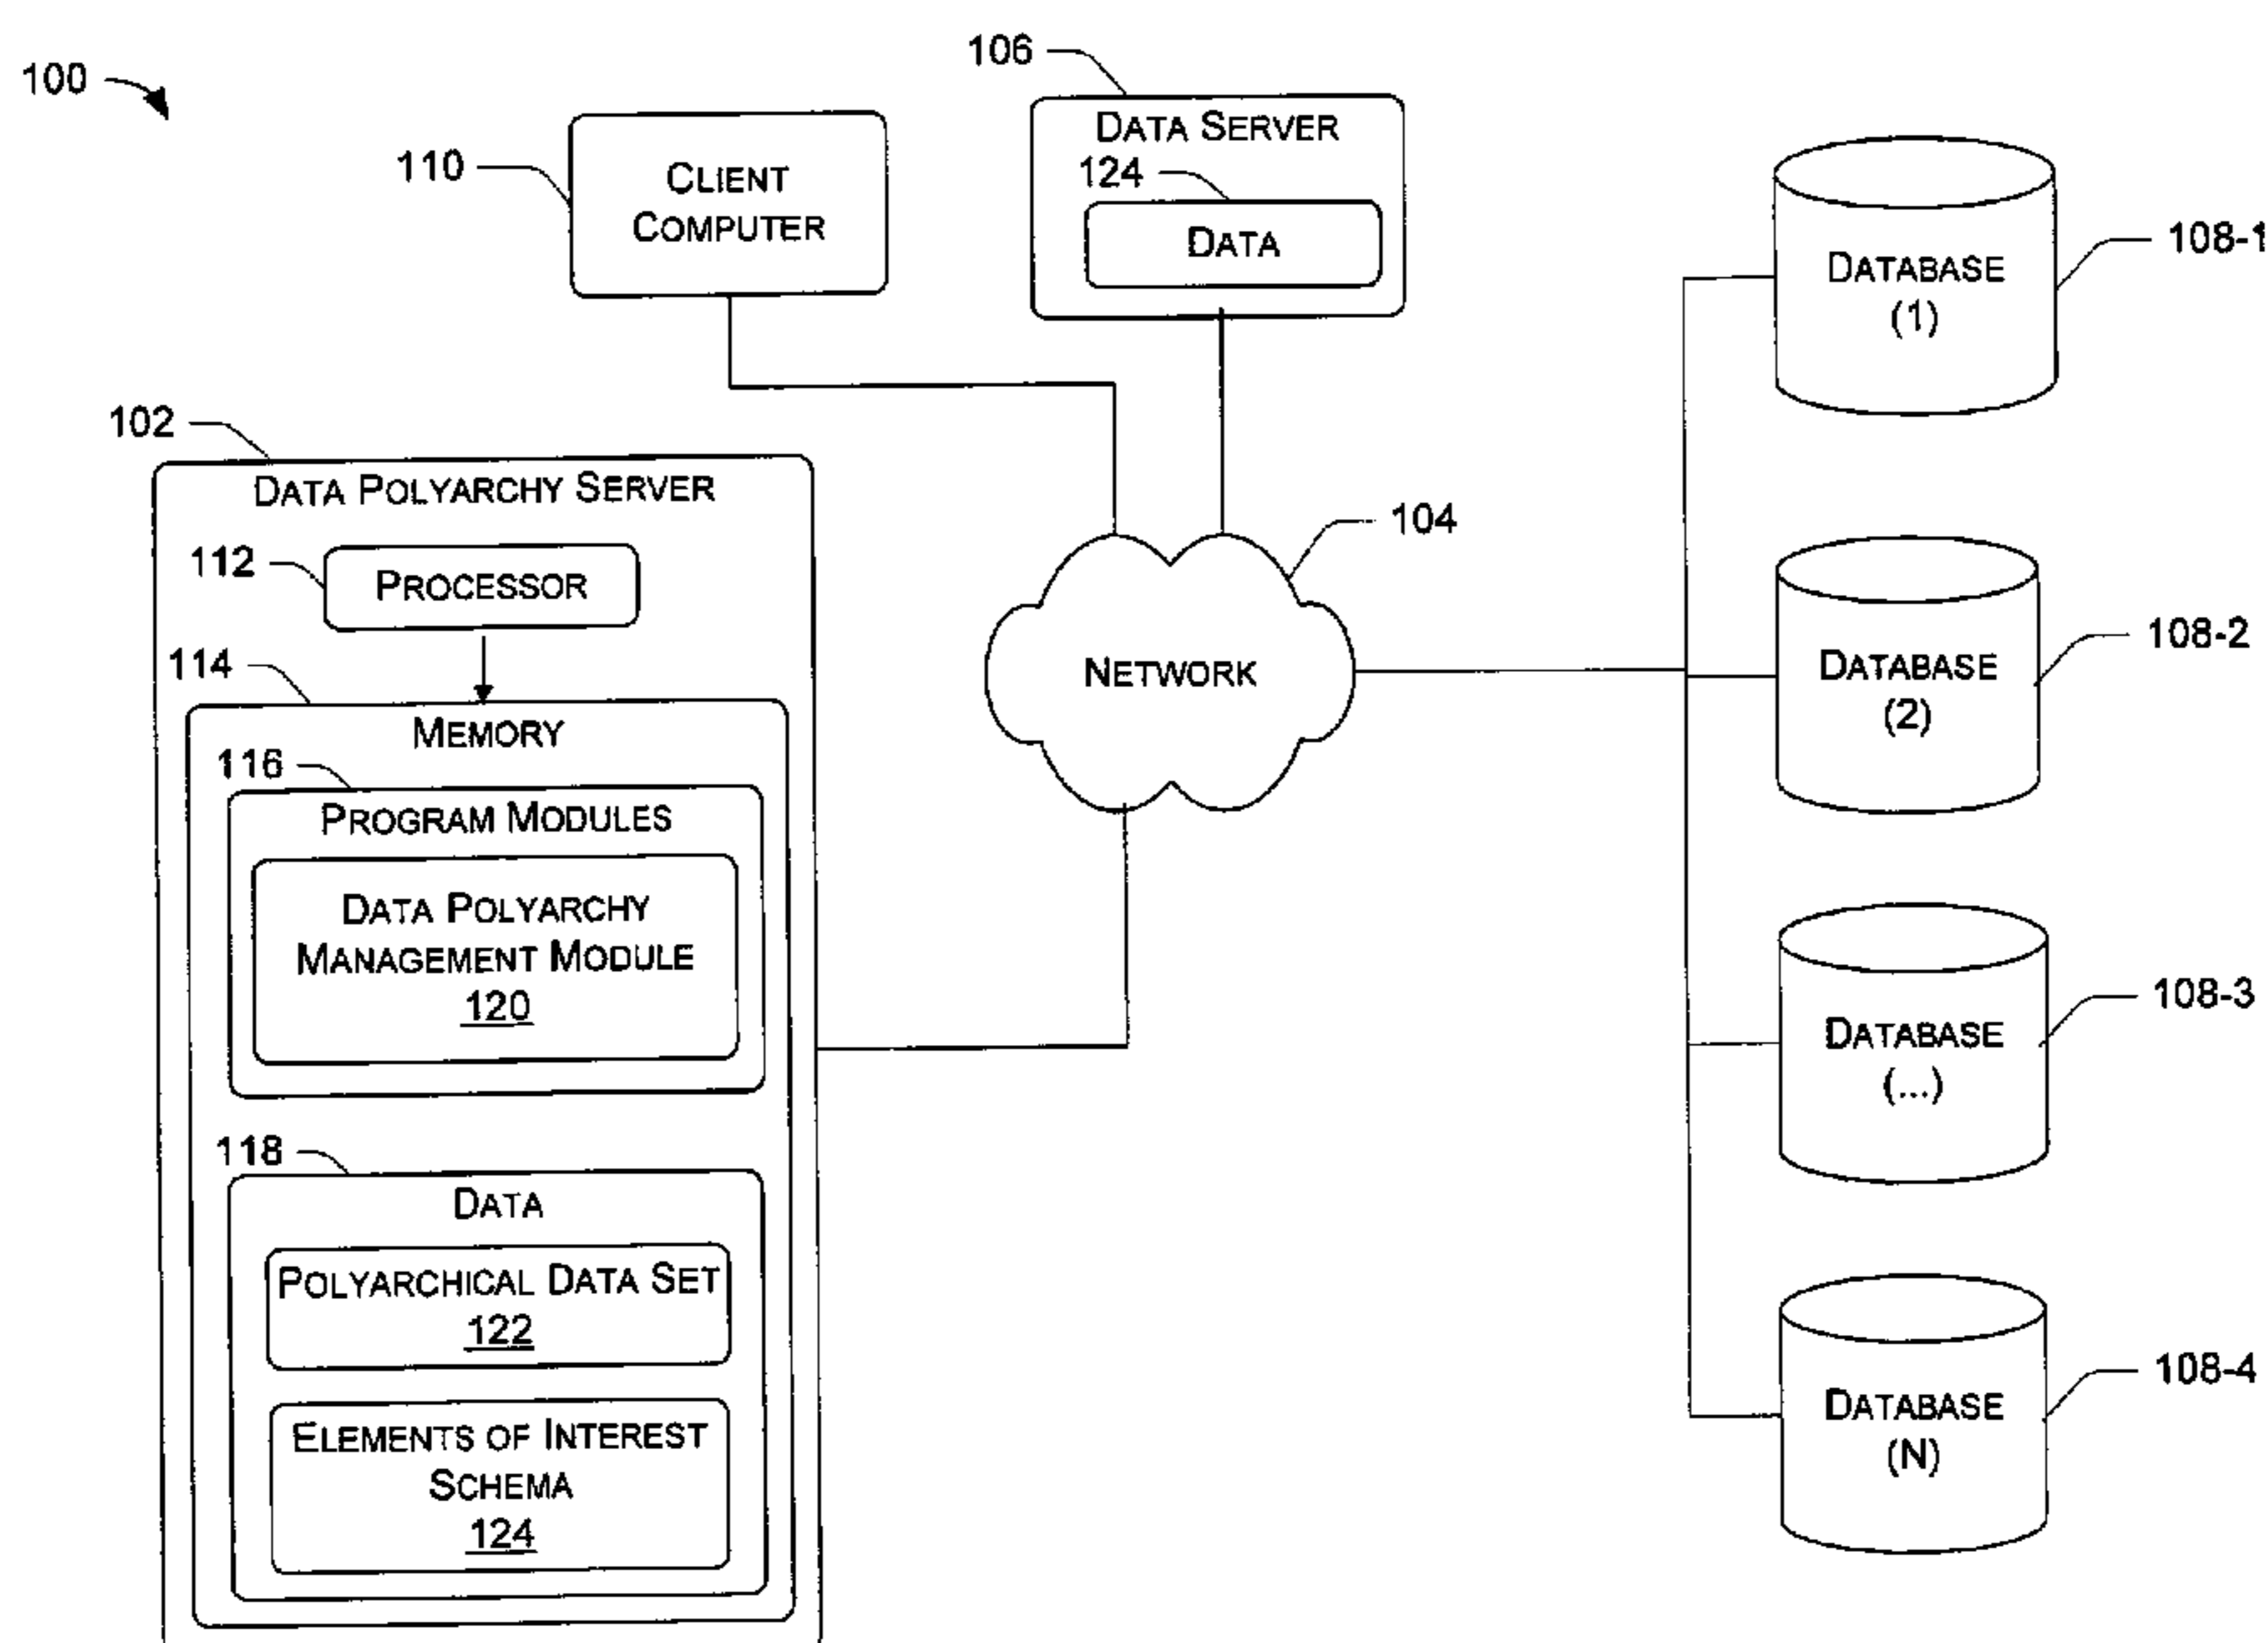 100
106
DATA SERVER
124
DATA
110
CLIENT
COMPUTER
DATABASE
(1)
108-1
102
DATA POLYARCHY SERVER
112
PROCESSOR
114
MEMORY
116
PROGRAM MODULES
DATA POLYARCHY
MANAGEMENT MODULE
120
118
DATA
POLYARCHICAL DATA SET
122
ELEMENTS OF INTEREST
SCHEMA
124
104
NETWORK
DATABASE
(2)
108-2
DATABASE
(...)
108-3
DATABASE
(N)
108-4